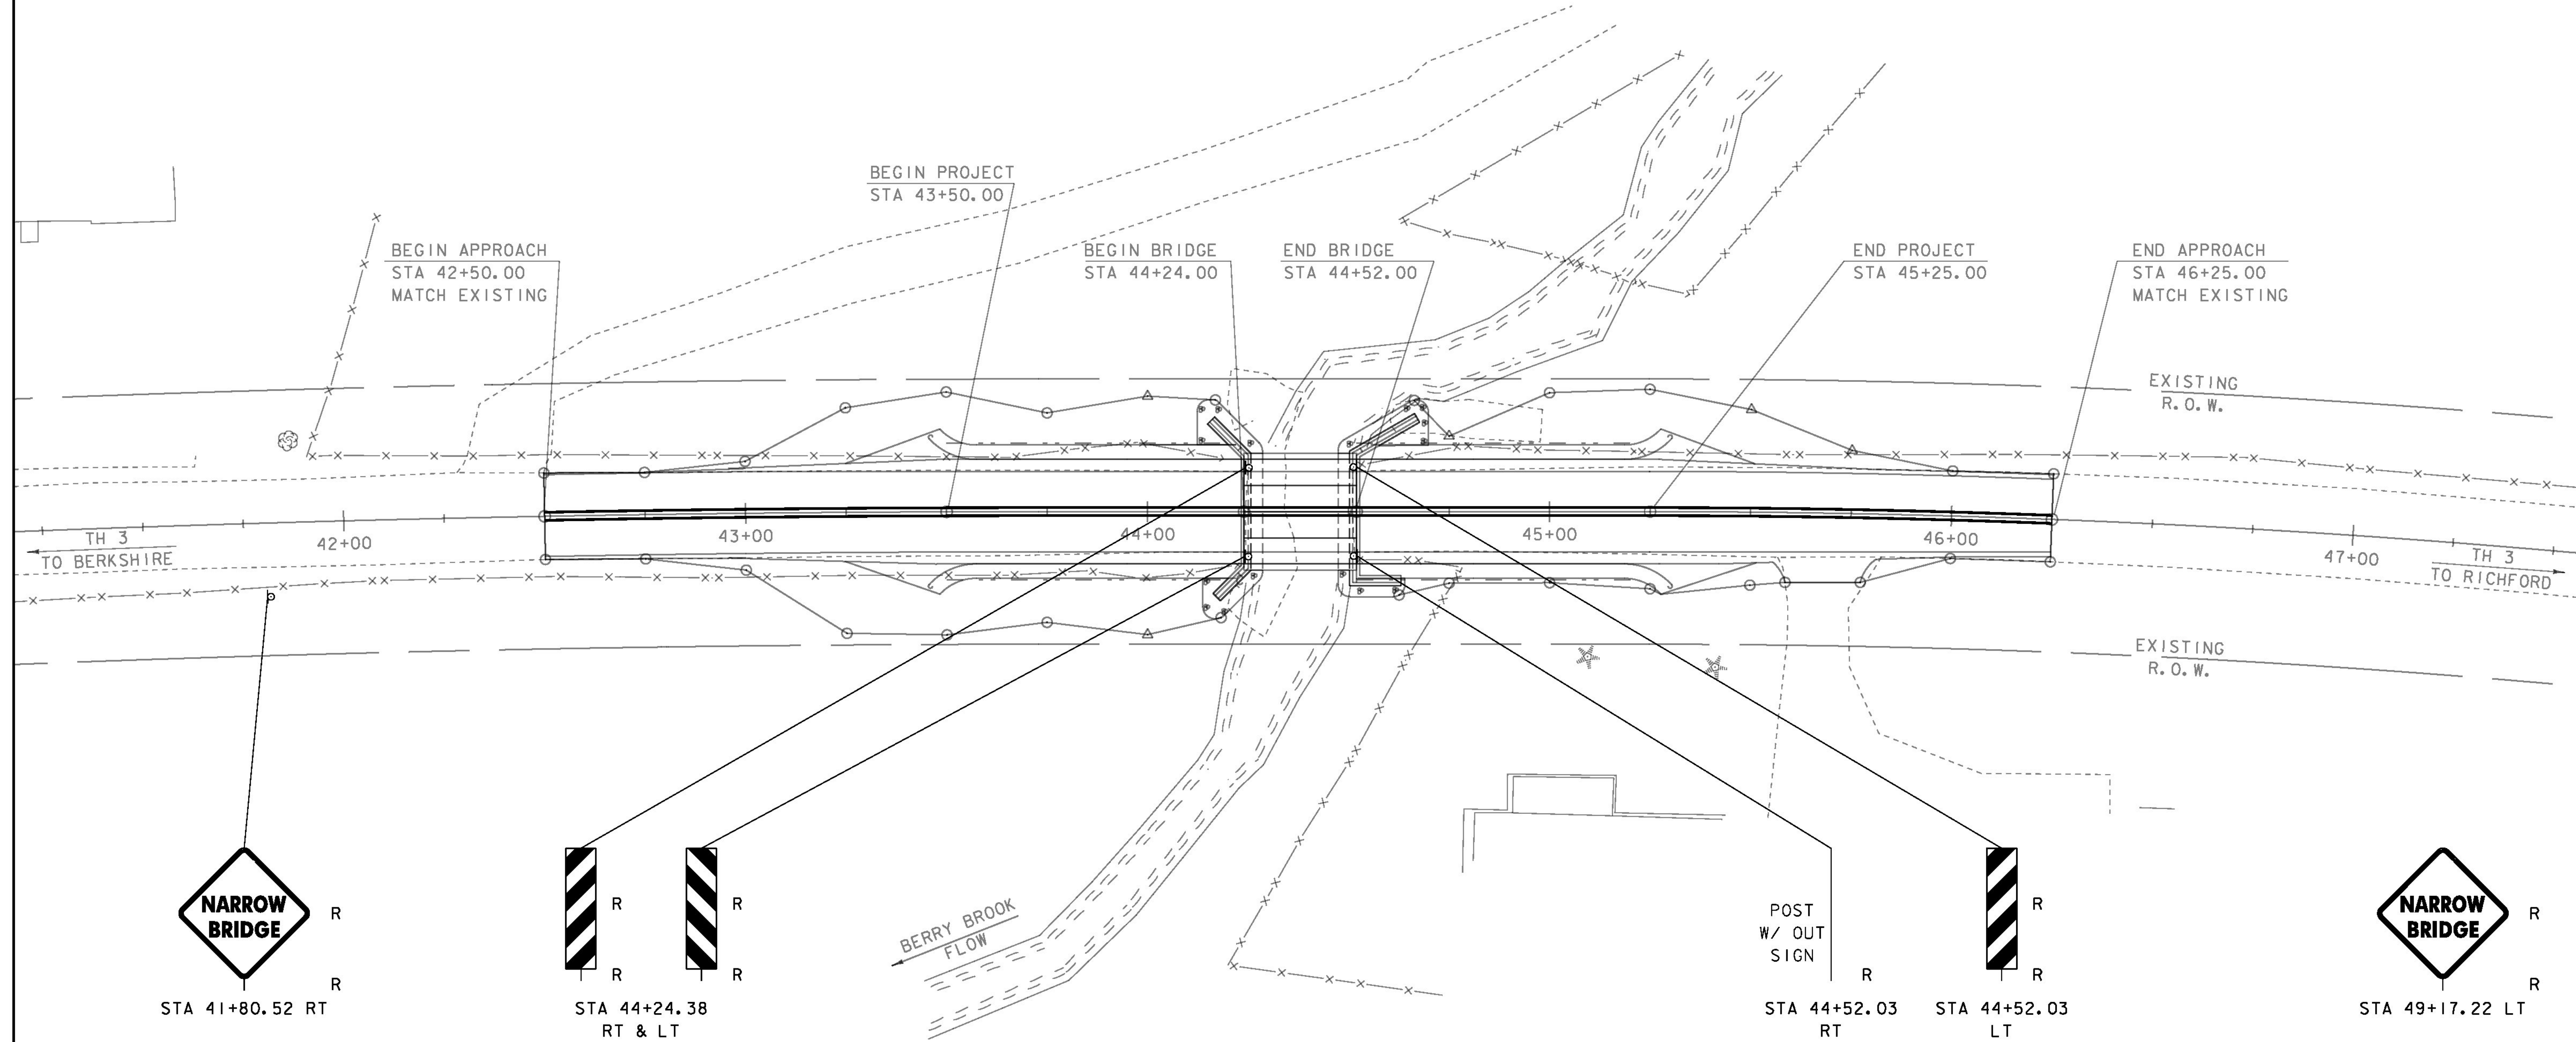 BEGIN PROJECT
STA 43+50.00
BEGIN APPROACH
STA 42+50.00
MATCH EXISTING
BEGIN BRIDGE
STA 44+24.00
END BRIDGE
STA 44+52.00
END PROJECT
STA 45+25.00
END APPROACH
STA 46+25.00
MATCH EXISTING
EXISTING
R.O.W.
42+00
43+00
44+00
45+00
46+00
47+00
TH 3
TO BERKSHIRE
TH 3
TO RICHFORD
EXISTING
R.O.W.
BERRY BROOK
FLOW
NARROW
BRIDGE
R
R
STA 41+80.52 RT
R
R
R
R
STA 44+24.38
RT & LT
POST
W/ OUT
SIGN
R
STA 44+52.03
RT
R
R
STA 44+52.03
LT
NARROW
BRIDGE
R
R
STA 49+17.22 LT